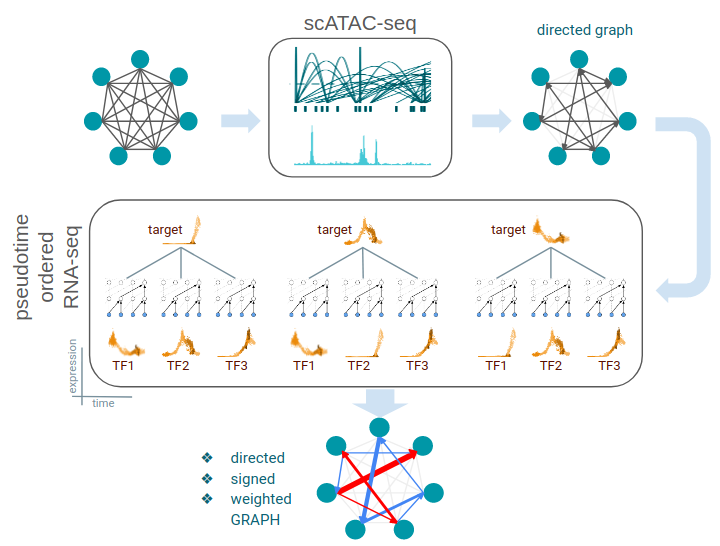 scATAC-seq
directed graph
pseudotime
ordered
RNA-seq
target
target
target
TF1
TF2
TF3
TF1
TF2
TF3
TF1
TF2
TF3
expression
time
❖ directed
❖ signed
❖ weighted
GRAPH